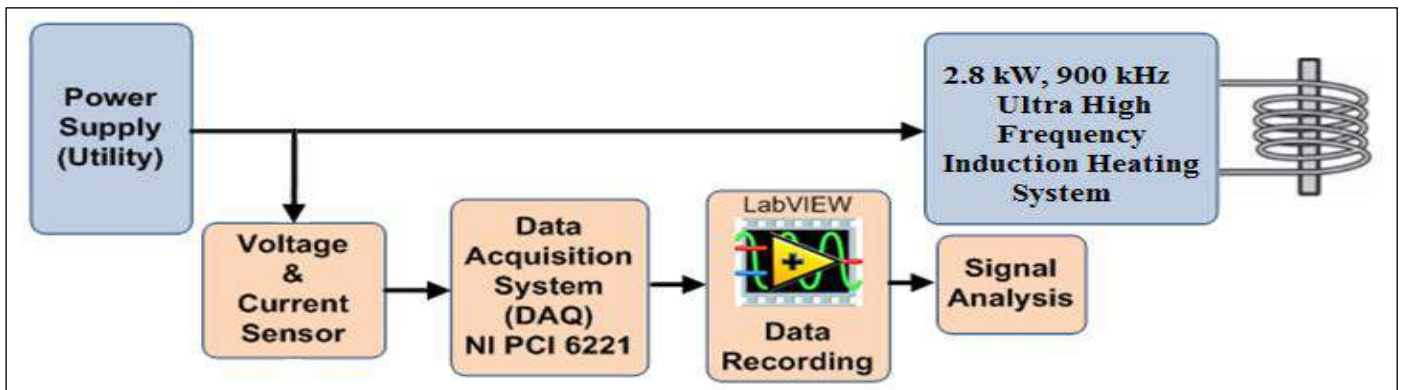 Power
Supply
(Utility)
2.8 kW, 900 kHz
Ultra High
Frequency
Induction Heating
System
Voltage
&
Current
Sensor
Data
Acquisition
System
(DAQ)
NI PCI 6221
LabVIEW
Data
Recording
Signal
Analysis